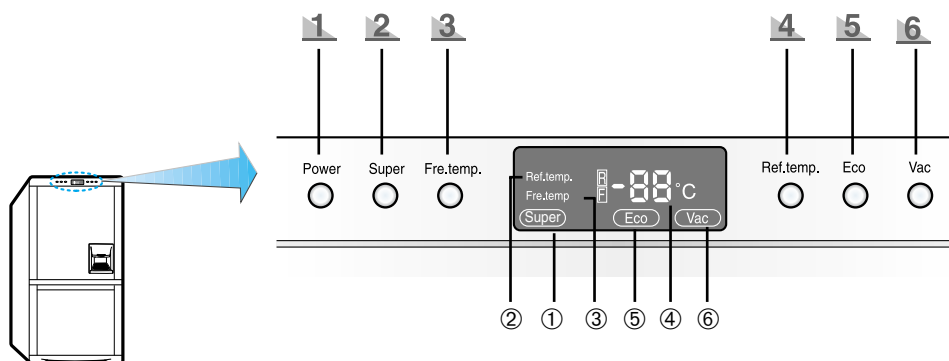 1 2 3 4 5 6
Power Super Fre.temp. Ref.temp. Eco Vac
Ref.temp. R
Fre.temp F -88 °C
Super Eco Vac
② ① ③ ⑤ ④ ⑥